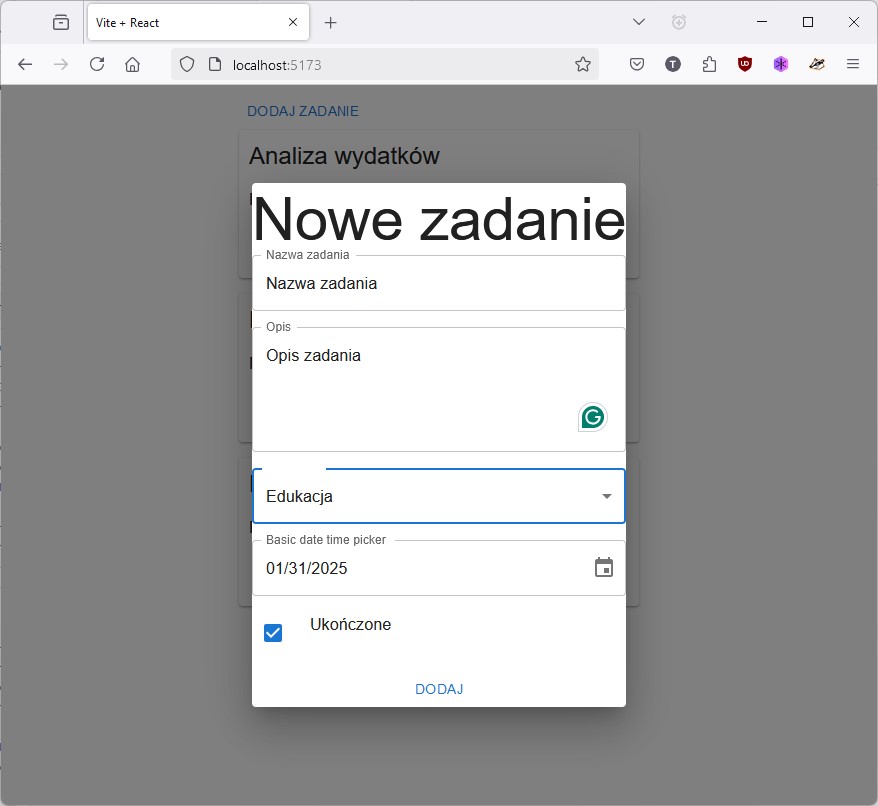 Vite + React
localhost:5173
DODAJ ZADANIE
Analiza wydatków
Nowe zadanie
Nazwa zadania
Nazwa zadania
Opis
Opis zadania
Edukacja
Basic date time picker
01/31/2025
Ukończone
DODAJ